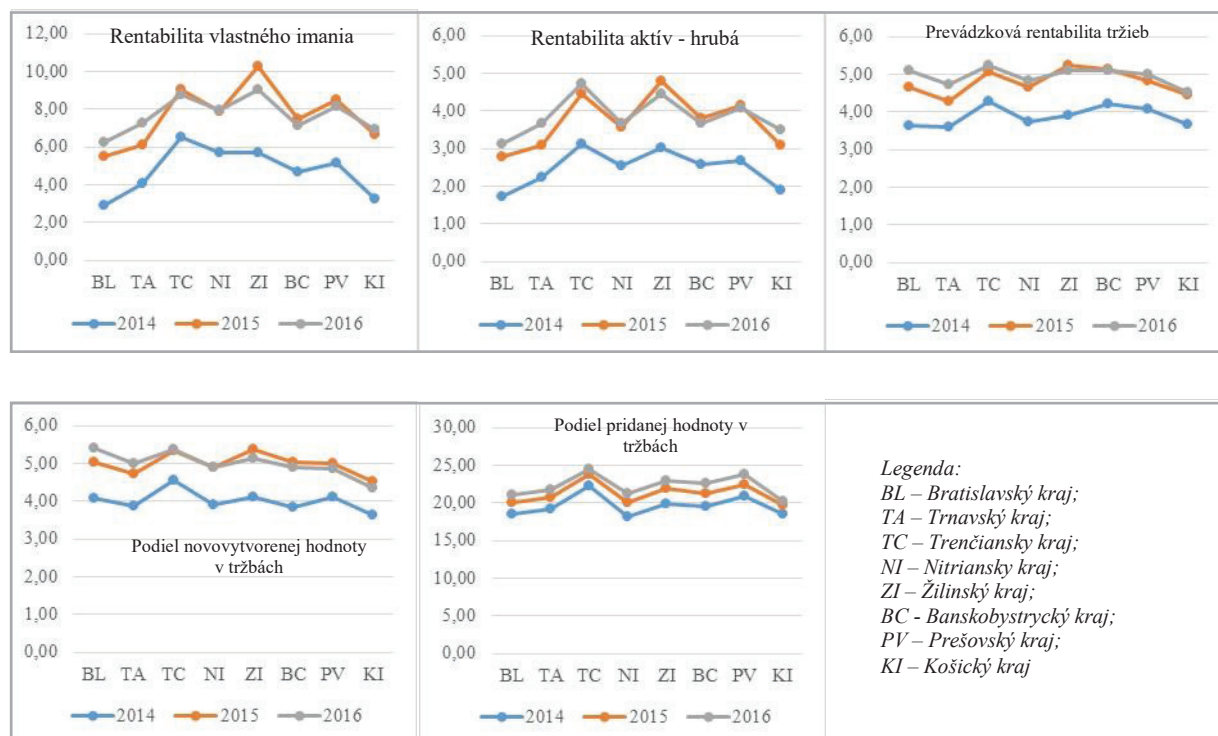 Rentabilita vlastného imania
12,00
10,00
8,00
6,00
4,00
2,00
0,00
BL TA TC NI ZI BC PV KI
2014 2015 2016
Rentabilita aktív - hrubá
6,00
5,00
4,00
3,00
2,00
1,00
0,00
BL TA TC NI ZI BC PV KI
2014 2015 2016
Prevádzková rentabilita tržieb
6,00
5,00
4,00
3,00
2,00
1,00
0,00
BL TA TC NI ZI BC PV KI
2014 2015 2016
6,00
5,00
4,00
3,00
2,00
1,00
0,00
Podiel novovytvorenej hodnoty
v tržbách
BL TA TC NI ZI BC PV KI
2014 2015 2016
Podiel pridanej hodnoty v
tržbách
30,00
25,00
20,00
15,00
10,00
5,00
0,00
BL TA TC NI ZI BC PV KI
2014 2015 2016
Legenda:
BL – Bratislavský kraj;
TA – Trnavský kraj;
TC – Trenčiansky kraj;
NI – Nitriansky kraj;
ZI – Žilinský kraj;
BC - Banskobystrycký kraj;
PV – Prešovský kraj;
KI – Košický kraj